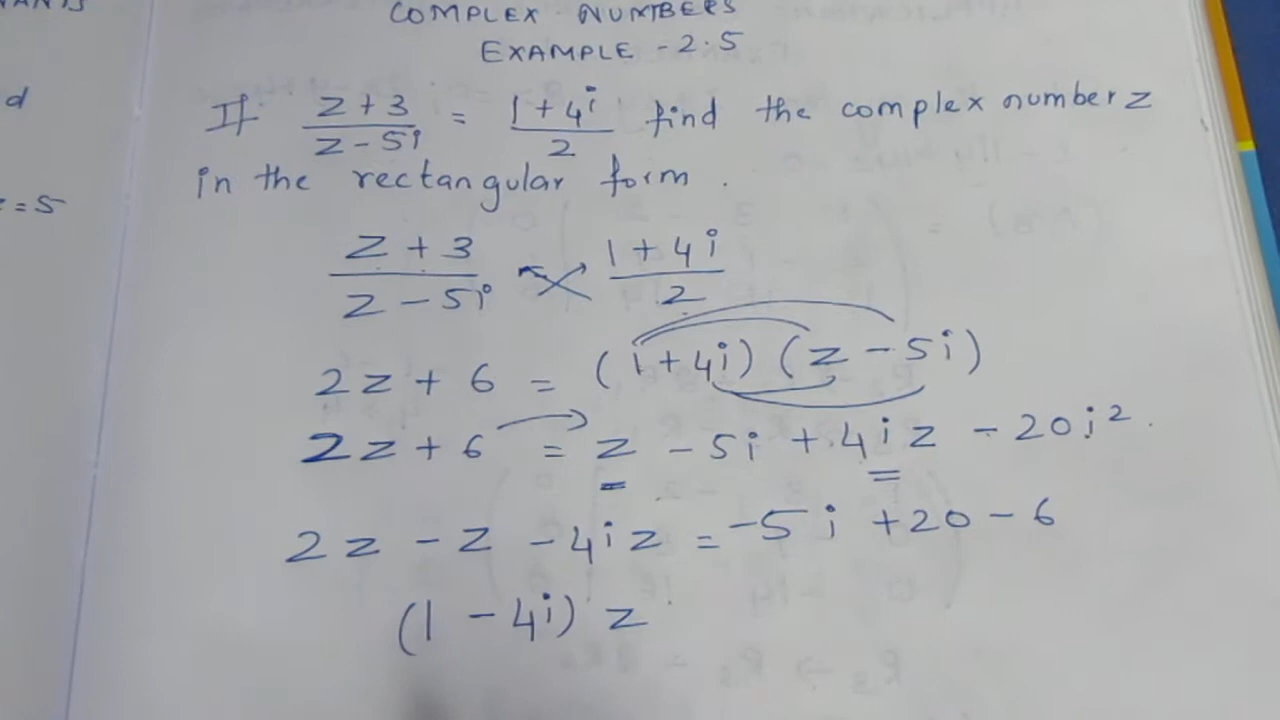 COMPLEX NUMBERS
EXAMPLE - 2.5
If (z+3)/(z-5i) = (1+4i)/2 find the complex number z
in the rectangular form.
(z+3)/(z-5i) (1+4i)/2
2z+6 = (1+4i)(z-5i)
2z+6 = z - 5i + 4iz - 20i².
2z - z - 4iz = -5i + 20 - 6
(1-4i) z
d
=5